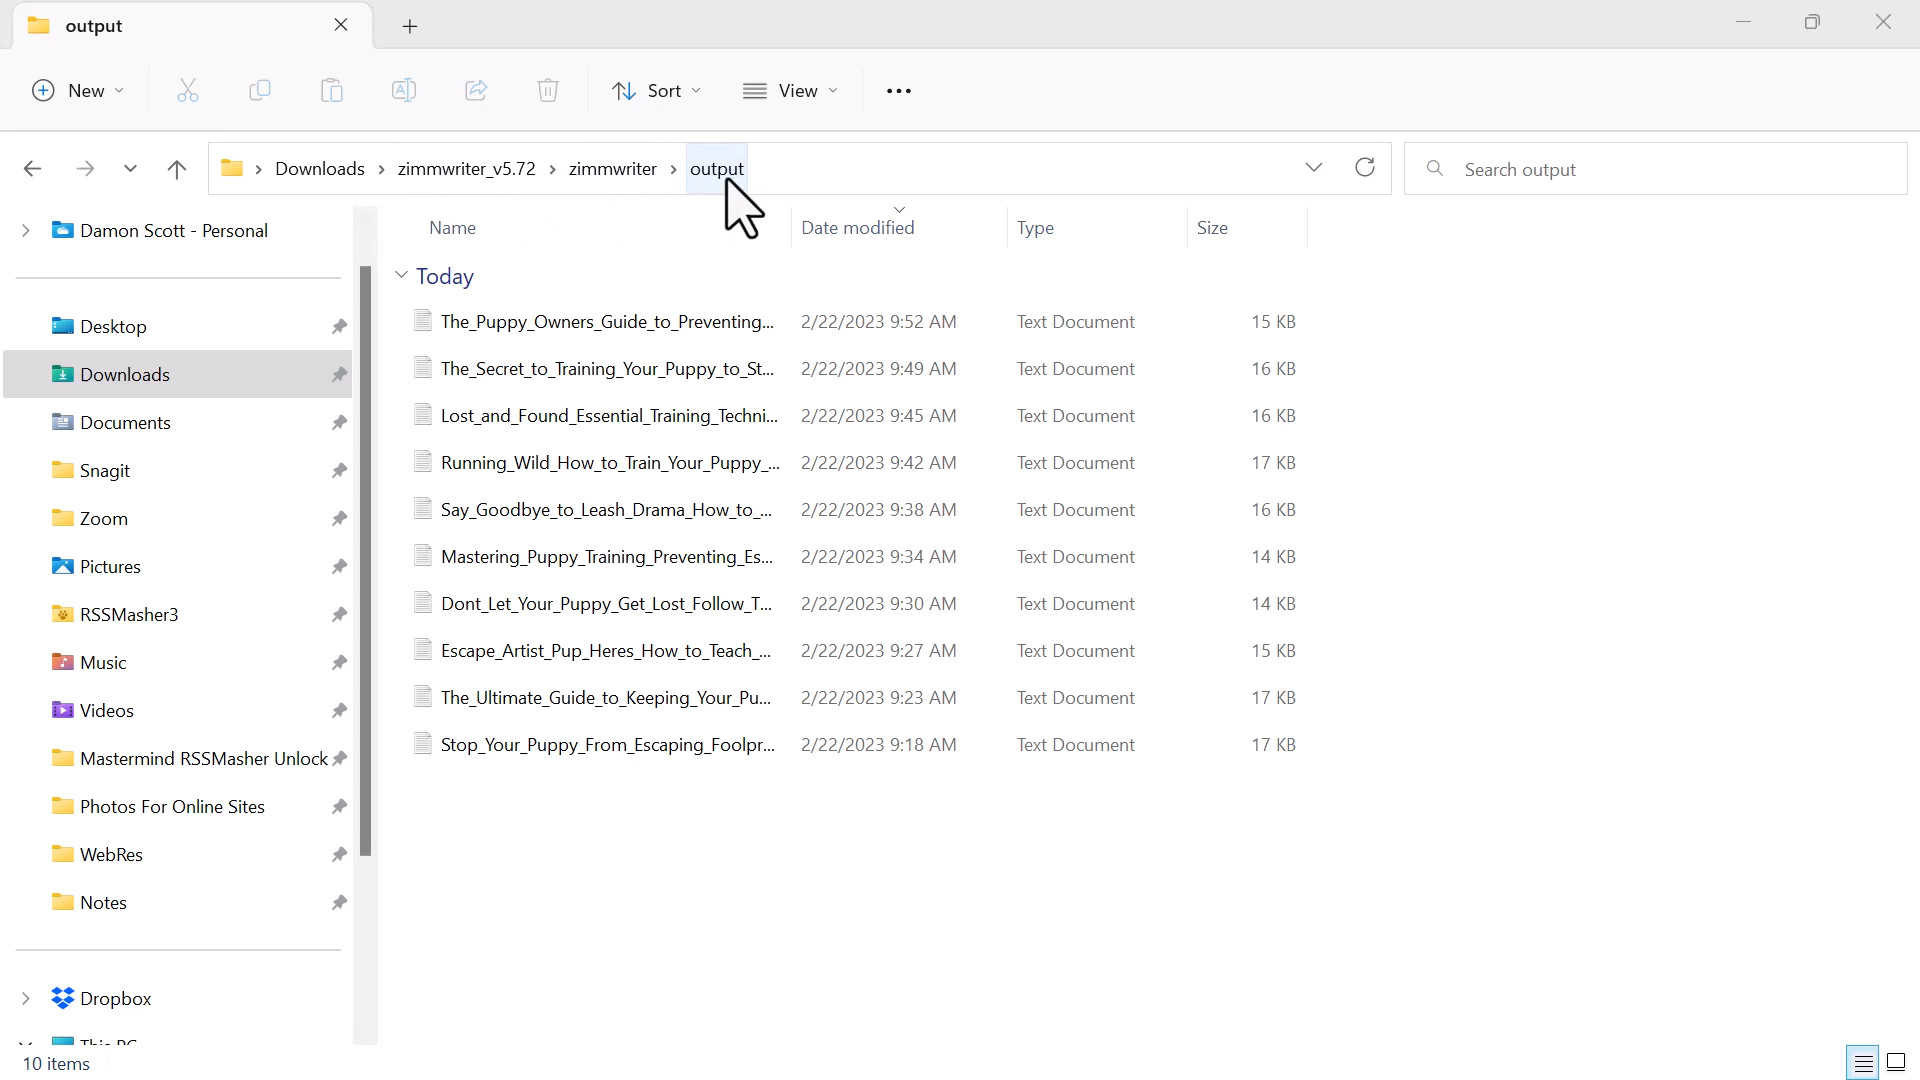 output
New
Sort
View
Downloads > zimmwriter_v5.72 > zimmwriter > output
Search output
Damon Scott - Personal
Desktop
Downloads
Documents
Snagit
Zoom
Pictures
RSSMasher3
Music
Videos
Mastermind RSSMasher Unlock
Photos For Online Sites
WebRes
Notes
Dropbox
This PC
Name Date modified Type Size
Today
The_Puppy_Owners_Guide_to_Preventing... 2/22/2023 9:52 AM Text Document 15 KB
The_Secret_to_Training_Your_Puppy_to_St... 2/22/2023 9:49 AM Text Document 16 KB
Lost_and_Found_Essential_Training_Techni... 2/22/2023 9:45 AM Text Document 16 KB
Running_Wild_How_to_Train_Your_Puppy_... 2/22/2023 9:42 AM Text Document 17 KB
Say_Goodbye_to_Leash_Drama_How_to_... 2/22/2023 9:38 AM Text Document 16 KB
Mastering_Puppy_Training_Preventing_Es... 2/22/2023 9:34 AM Text Document 14 KB
Dont_Let_Your_Puppy_Get_Lost_Follow_T... 2/22/2023 9:30 AM Text Document 14 KB
Escape_Artist_Pup_Heres_How_to_Teach_... 2/22/2023 9:27 AM Text Document 15 KB
The_Ultimate_Guide_to_Keeping_Your_Pu... 2/22/2023 9:23 AM Text Document 17 KB
Stop_Your_Puppy_From_Escaping_Foolpr... 2/22/2023 9:18 AM Text Document 17 KB
10 items